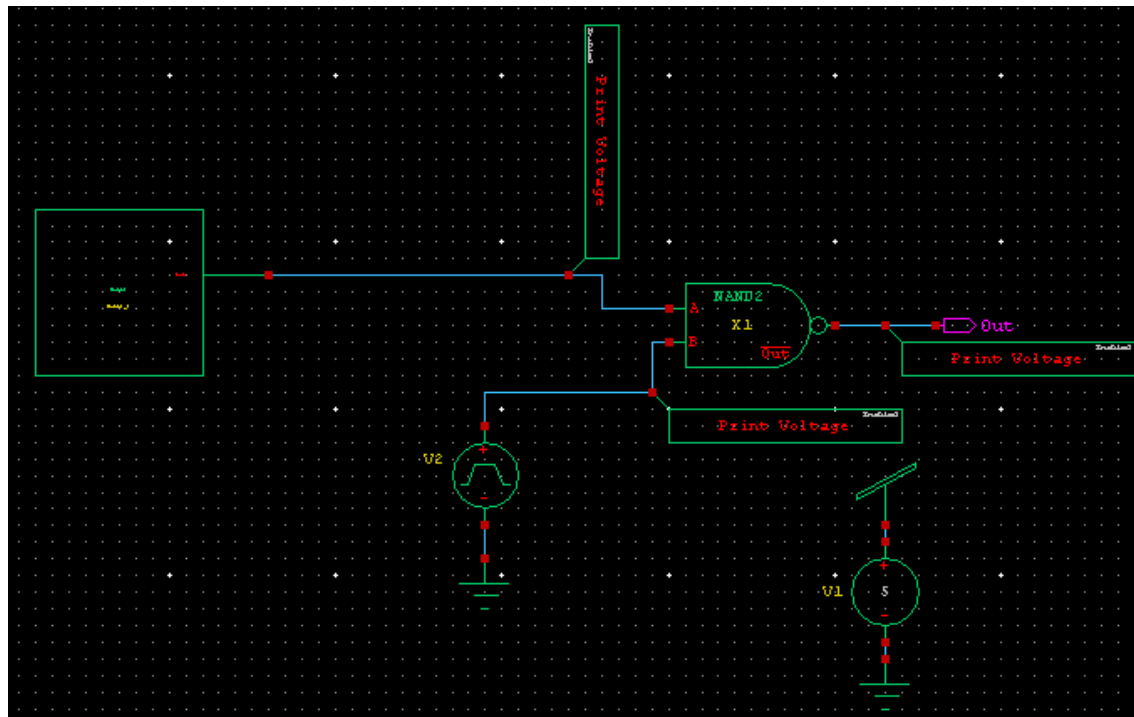 Print Voltage
NAND2
A
X1
Out
B
Out
Print Voltage
Print Voltage
V2
+
-
+
V1
5
-